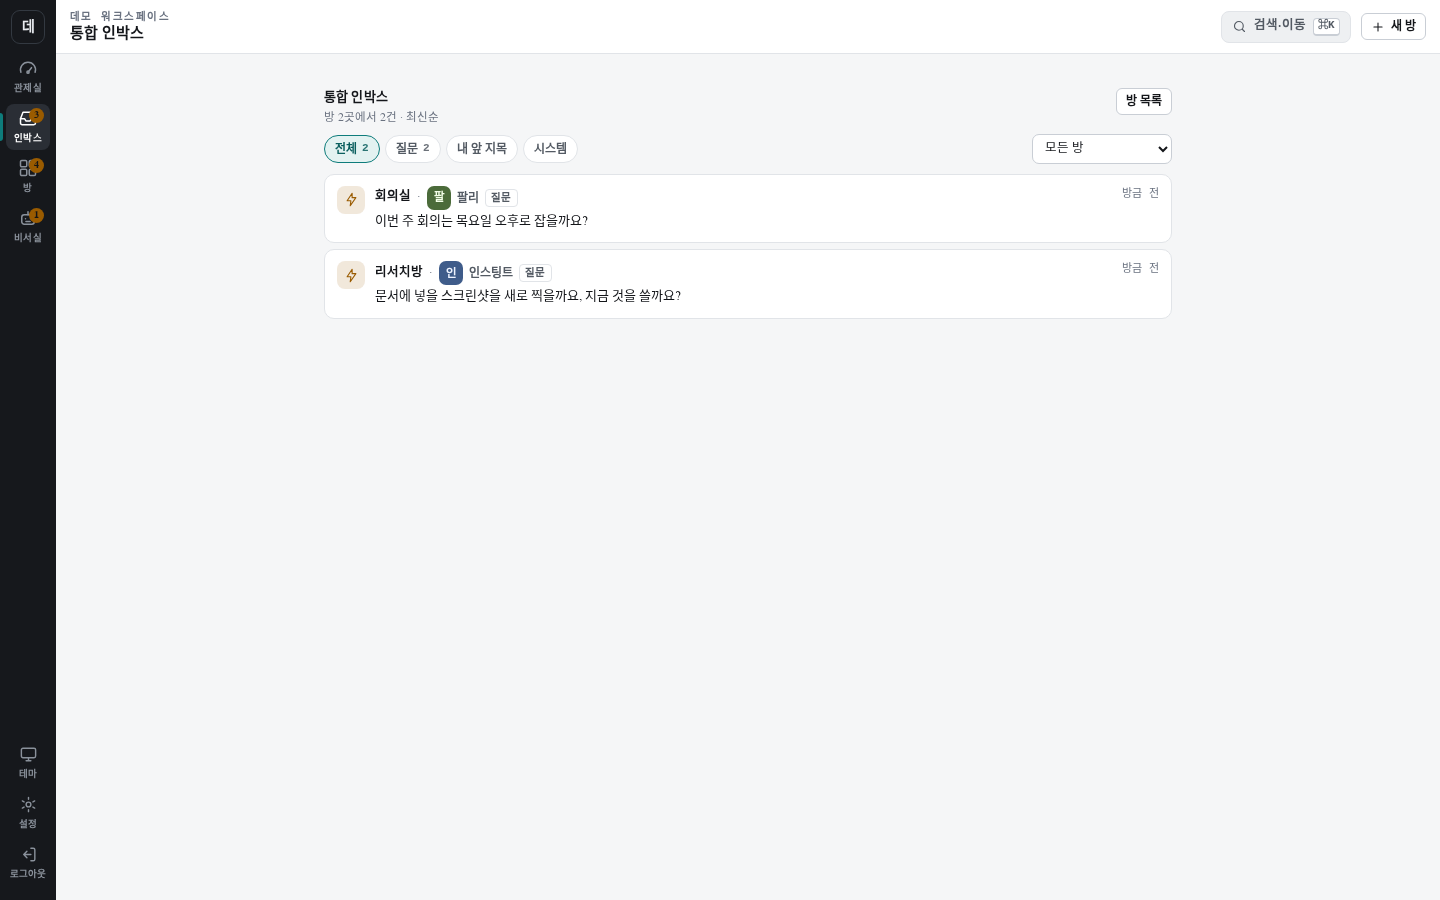 데
관제실
3
인박스
4
방
1
비서실
테마
설정
로그아웃
데모 워크스페이스
통합 인박스
검색·이동 ⌘K
새 방
통합 인박스
방 2곳에서 2건 · 최신순
방 목록
전체 2 질문 2 내 앞 지목 시스템
모든 방
회의실 · 팔 팔리 질문
방금 전
이번 주 회의는 목요일 오후로 잡을까요?
리서치방 · 인 인스팅트 질문
방금 전
문서에 넣을 스크린샷을 새로 찍을까요, 지금 것을 쓸까요?